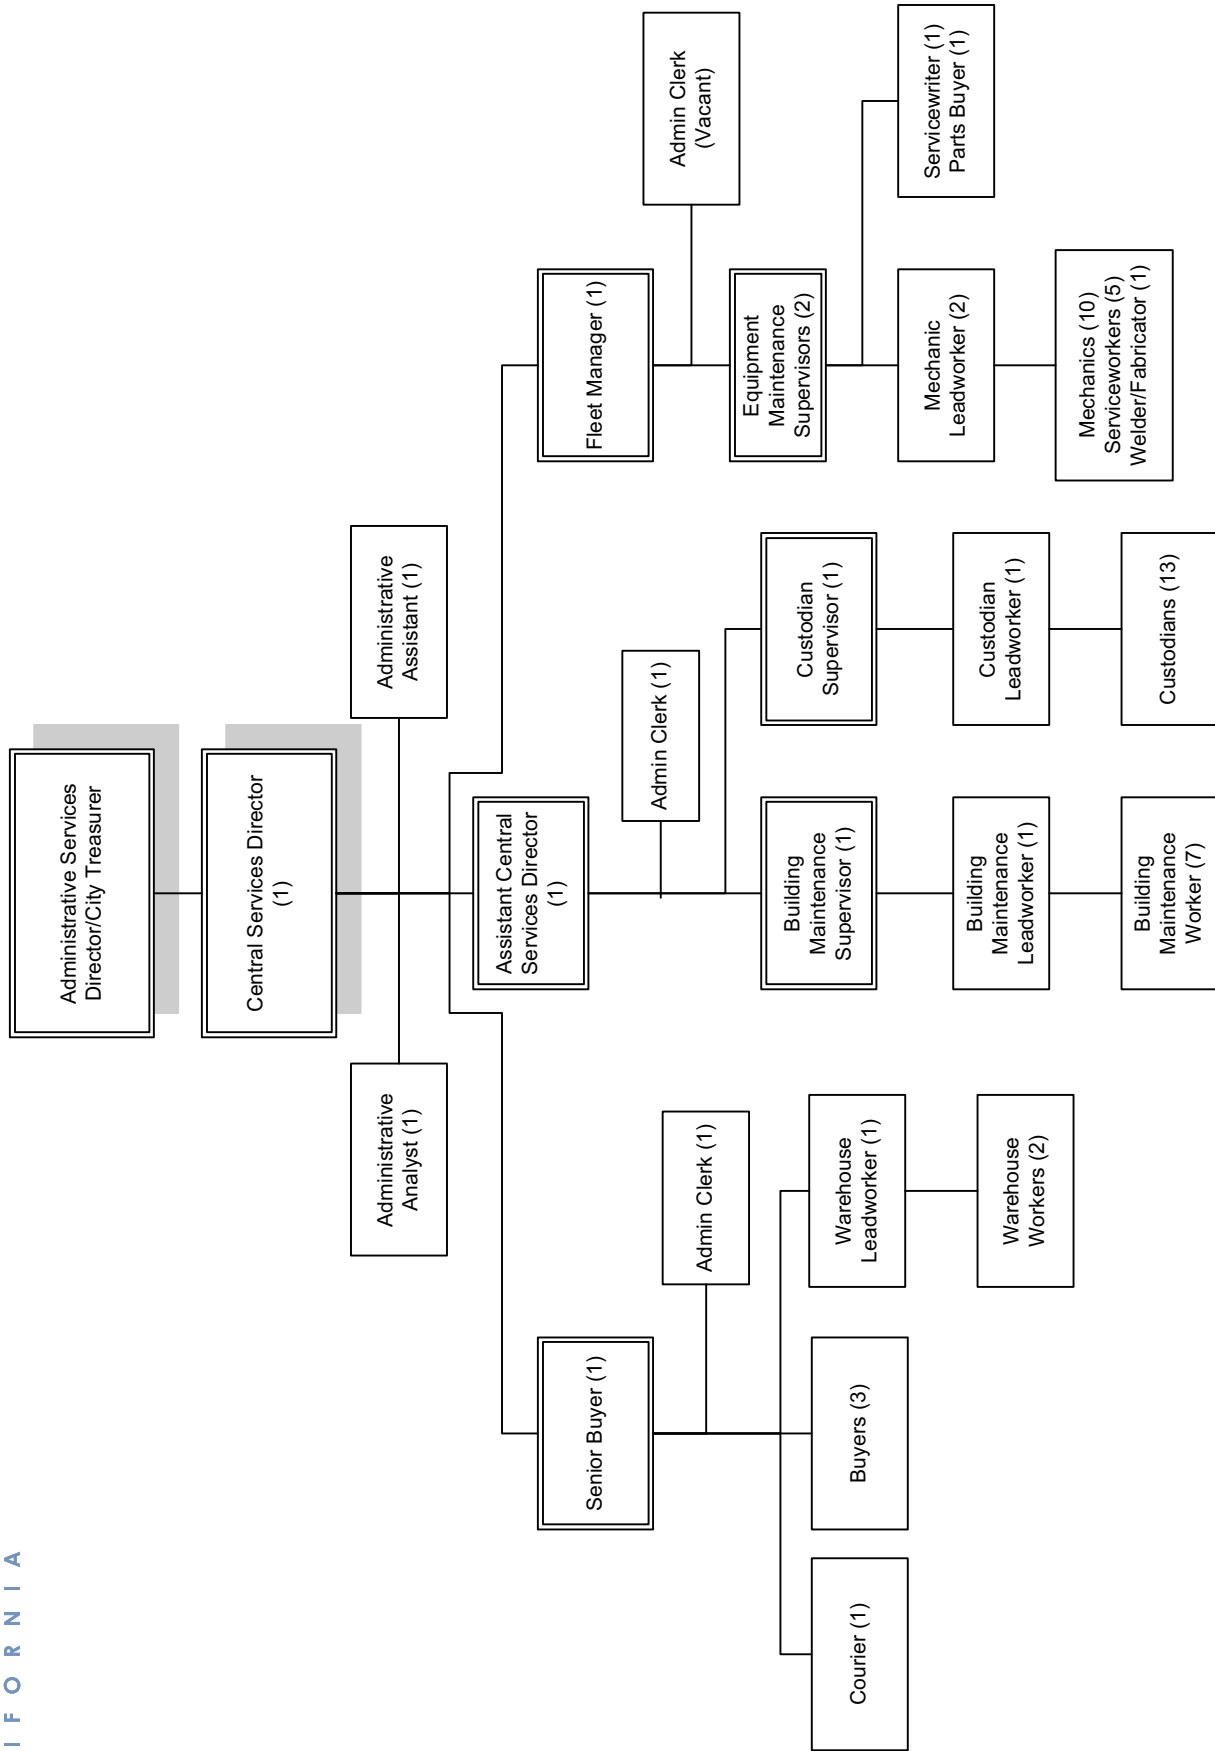 I F O R N I A
Administrative Services
Director/City Treasurer
Central Services Director
(1)
Administrative
Analyst (1)
Administrative
Assistant (1)
Senior Buyer (1)
Assistant Central
Services Director
(1)
Fleet Manager (1)
Admin Clerk (1)
Admin Clerk (1)
Admin Clerk
(Vacant)
Courier (1)
Buyers (3)
Warehouse
Leadworker (1)
Warehouse
Workers (2)
Building
Maintenance
Supervisor (1)
Custodian
Supervisor (1)
Building
Maintenance
Leadworker (1)
Custodian
Leadworker (1)
Building
Maintenance
Worker (7)
Custodians (13)
Equipment
Maintenance
Supervisors (2)
Mechanic
Leadworker (2)
Servicewriter (1)
Parts Buyer (1)
Mechanics (10)
Serviceworkers (5)
Welder/Fabricator (1)